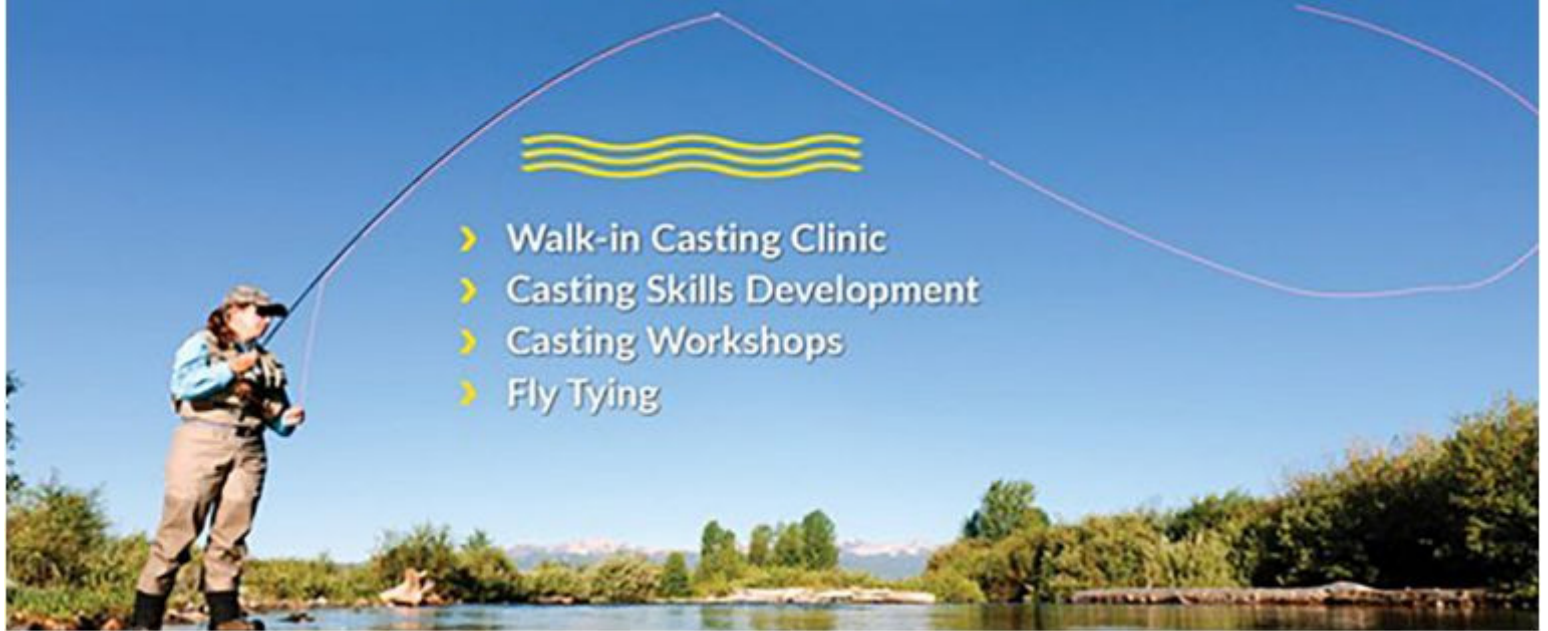 Walk-in Casting Clinic
Casting Skills Development
Casting Workshops
Fly Tying